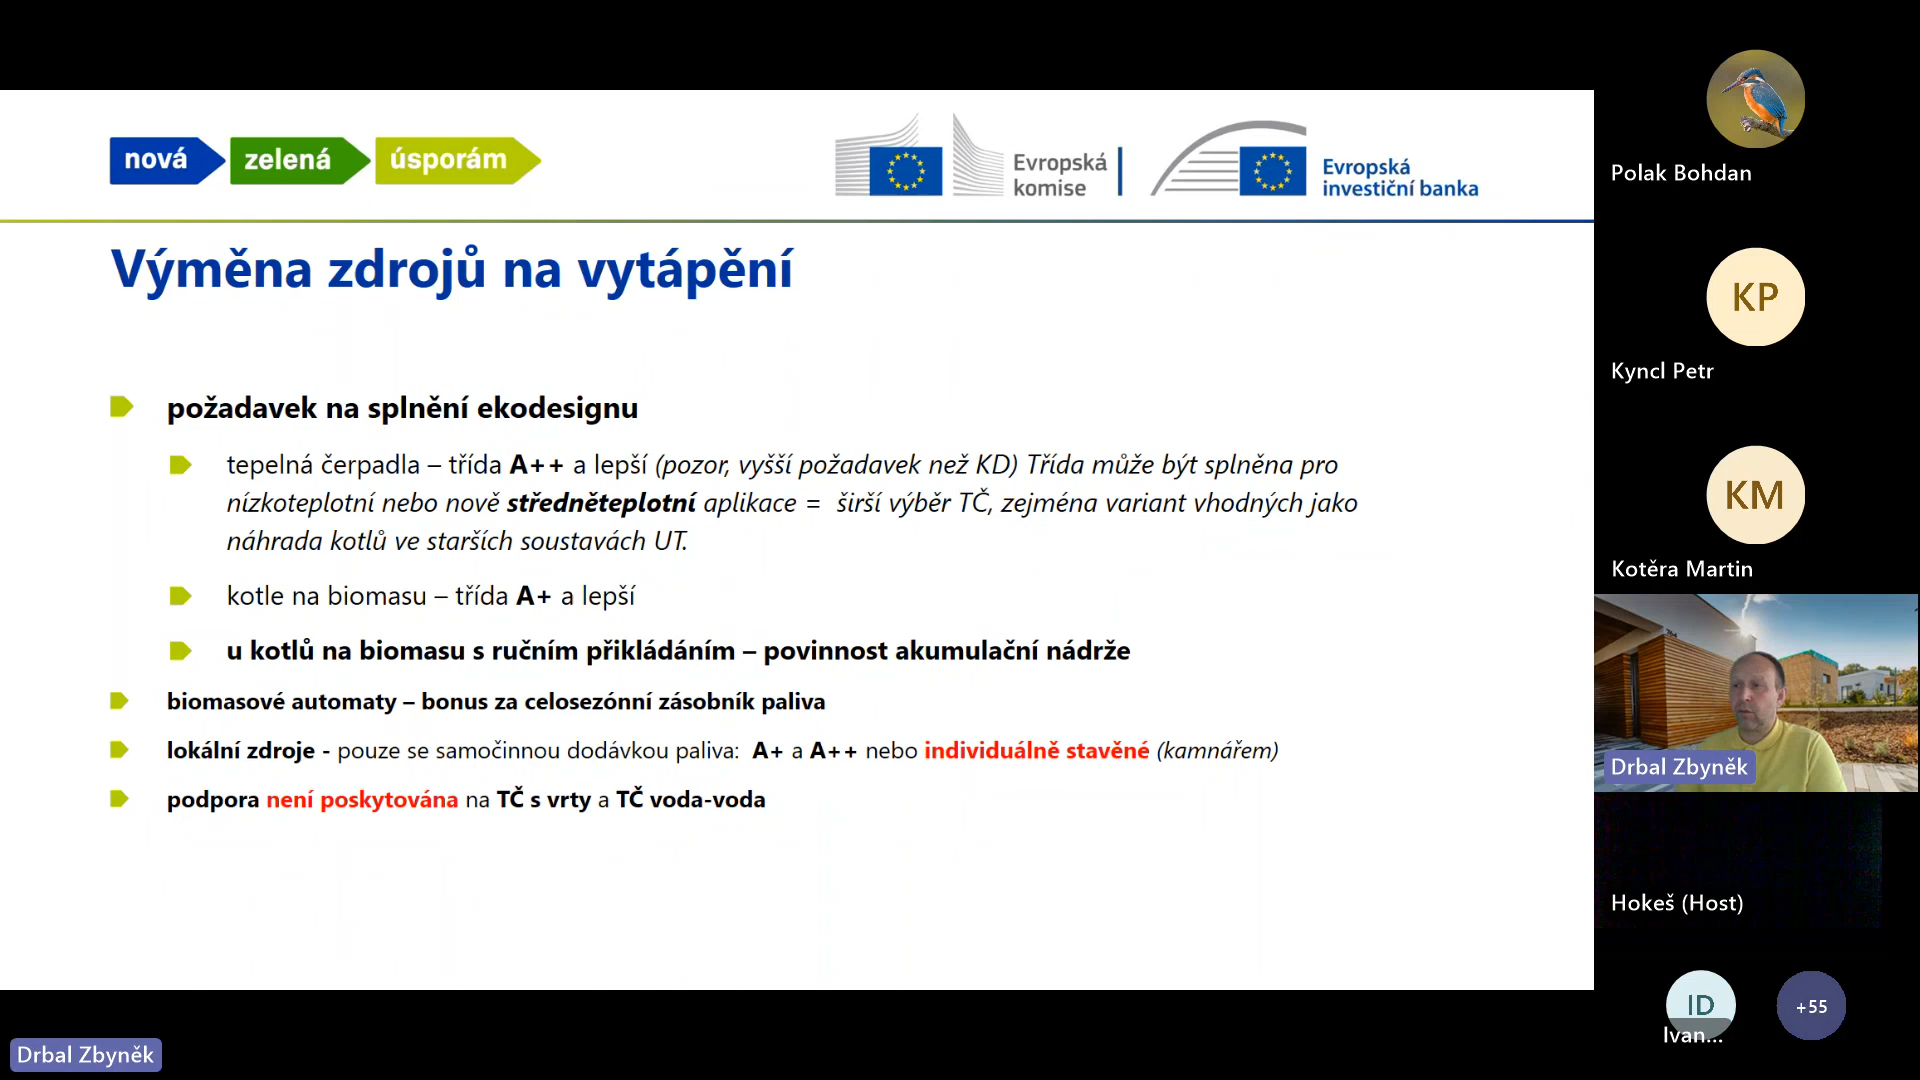 nová zelená úsporám
Evropská
komise
Evropská
investiční banka
Výměna zdrojů na vytápění
požadavek na splnění ekodesignu
tepelná čerpadla – třída A++ a lepší (pozor, vyšší požadavek než KD) Třída může být splněna pro
nízkoteplotní nebo nově středněteplotní aplikace = širší výběr TČ, zejména variant vhodných jako
náhrada kotlů ve starších soustavách UT.
kotle na biomasu – třída A+ a lepší
u kotlů na biomasu s ručním přikládáním – povinnost akumulační nádrže
biomasové automaty – bonus za celosezónní zásobník paliva
lokální zdroje - pouze se samočinnou dodávkou paliva: A+ a A++ nebo individuálně stavěné (kamnářem)
podpora není poskytována na TČ s vrty a TČ voda-voda
Polak Bohdan
KP
Kyncl Petr
KM
Kotěra Martin
Drbal Zbyněk
Hokeš (Host)
ID
Ivan...
+55
Drbal Zbyněk